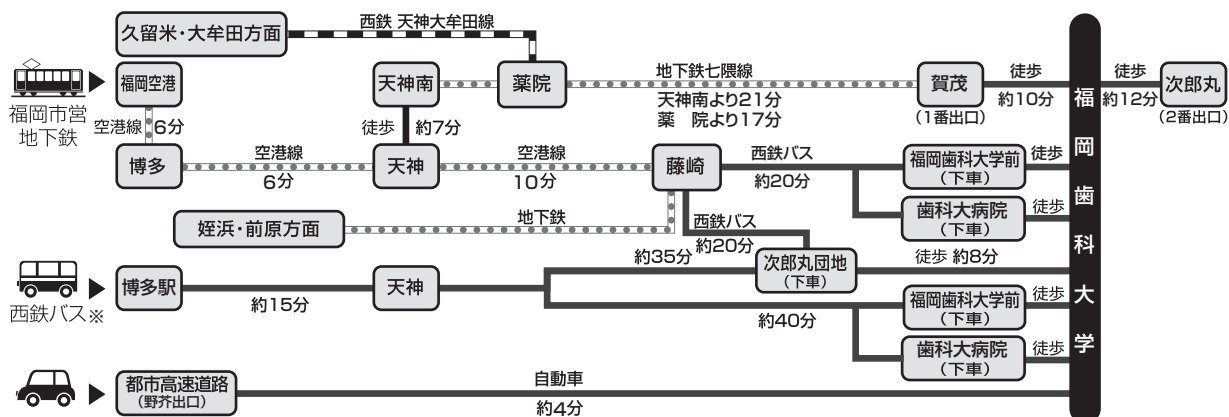 久留米・大牟田方面
西鉄 天神大牟田線
福岡市営
地下鉄
福岡空港
天神南
薬院
地下鉄七隈線
天神南より21分
薬 院より17分
賀茂
(1番出口)
徒歩
約10分
徒歩
約12分
次郎丸
(2番出口)
空港線
6分
徒歩
約7分
博多
空港線
6分
天神
空港線
10分
藤崎
西鉄バス
約20分
福岡歯科大学前
(下車)
徒歩
歯科大病院
(下車)
徒歩
姪浜・前原方面
地下鉄
西鉄バス
約20分
西鉄バス※
博多駅
約15分
天神
約35分
次郎丸団地
(下車)
徒歩 約8分
約40分
福岡歯科大学前
(下車)
徒歩
歯科大病院
(下車)
徒歩
都市高速道路
(野芥出口)
自動車
約4分
福岡歯科大学